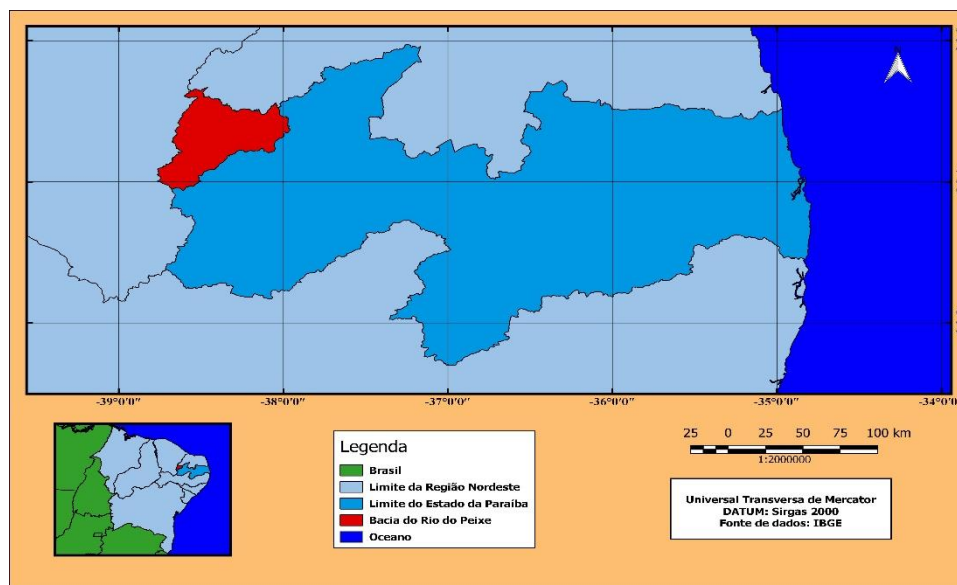 -39°0'0" -38°0'0" -37°0'0" -36°0'0" -35°0'0" -34°0'
Legenda
Brasil
Limite da Região Nordeste
Limite do Estado da Paraíba
Bacia do Rio do Peixe
Oceano
25 0 25 50 75 100 km
1:2000000
Universal Transversa de Mercator
DATUM: Sirgas 2000
Fonte de dados: IBGE